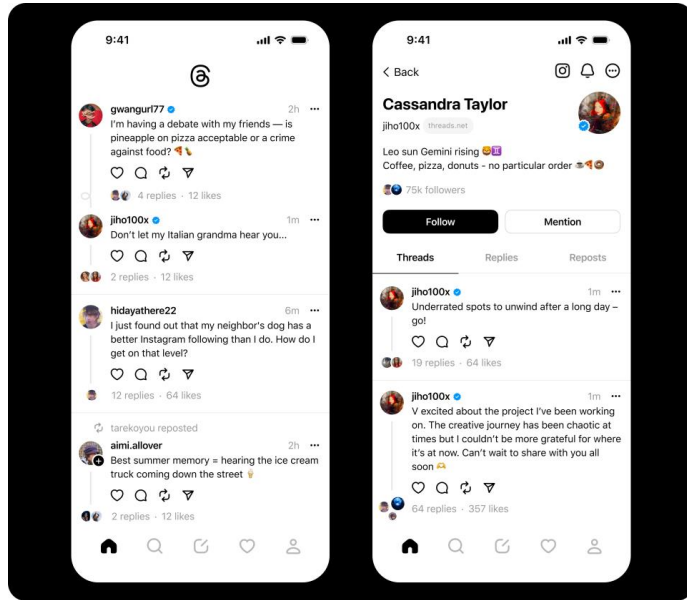 9:41
gwangurl77 2h
I'm having a debate with my friends — is
pineapple on pizza acceptable or a crime
against food? 🍕🍍
4 replies · 12 likes
jiho100x 1m
Don't let my Italian grandma hear you...
2 replies · 12 likes
hidayathere22 6m
I just found out that my neighbor's dog has a
better Instagram following than I do. How do I
get on that level?
12 replies · 64 likes
tarekoyou reposted
aimi.allover 2h
Best summer memory = hearing the ice cream
truck coming down the street 🍦
2 replies · 12 likes
9:41
Back
Cassandra Taylor
jiho100x threads.net
Leo sun Gemini rising 😄♊
Coffee, pizza, donuts - no particular order ☕🍕🍩
75k followers
Follow Mention
Threads Replies Reposts
jiho100x 1m
Underrated spots to unwind after a long day –
go!
19 replies · 64 likes
jiho100x 1m
V excited about the project I've been working
on. The creative journey has been chaotic at
times but I couldn't be more grateful for where
it's at now. Can't wait to share with you all
soon 🫶
64 replies · 357 likes